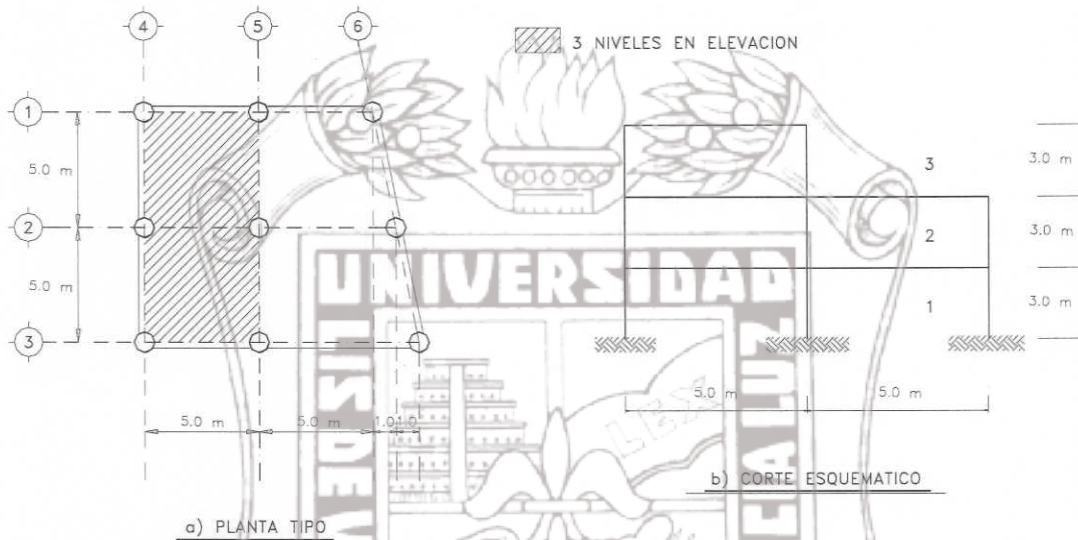 4 5 6
3 NIVELES EN ELEVACION
1
5.0 m
2
5.0 m
3
5.0 m 5.0 m 1.0 1.0
a) PLANTA TIPO
3 3.0 m
2 3.0 m
1 3.0 m
5.0 m 5.0 m
b) CORTE ESQUEMATICO
UNIVERSIDAD
LEX